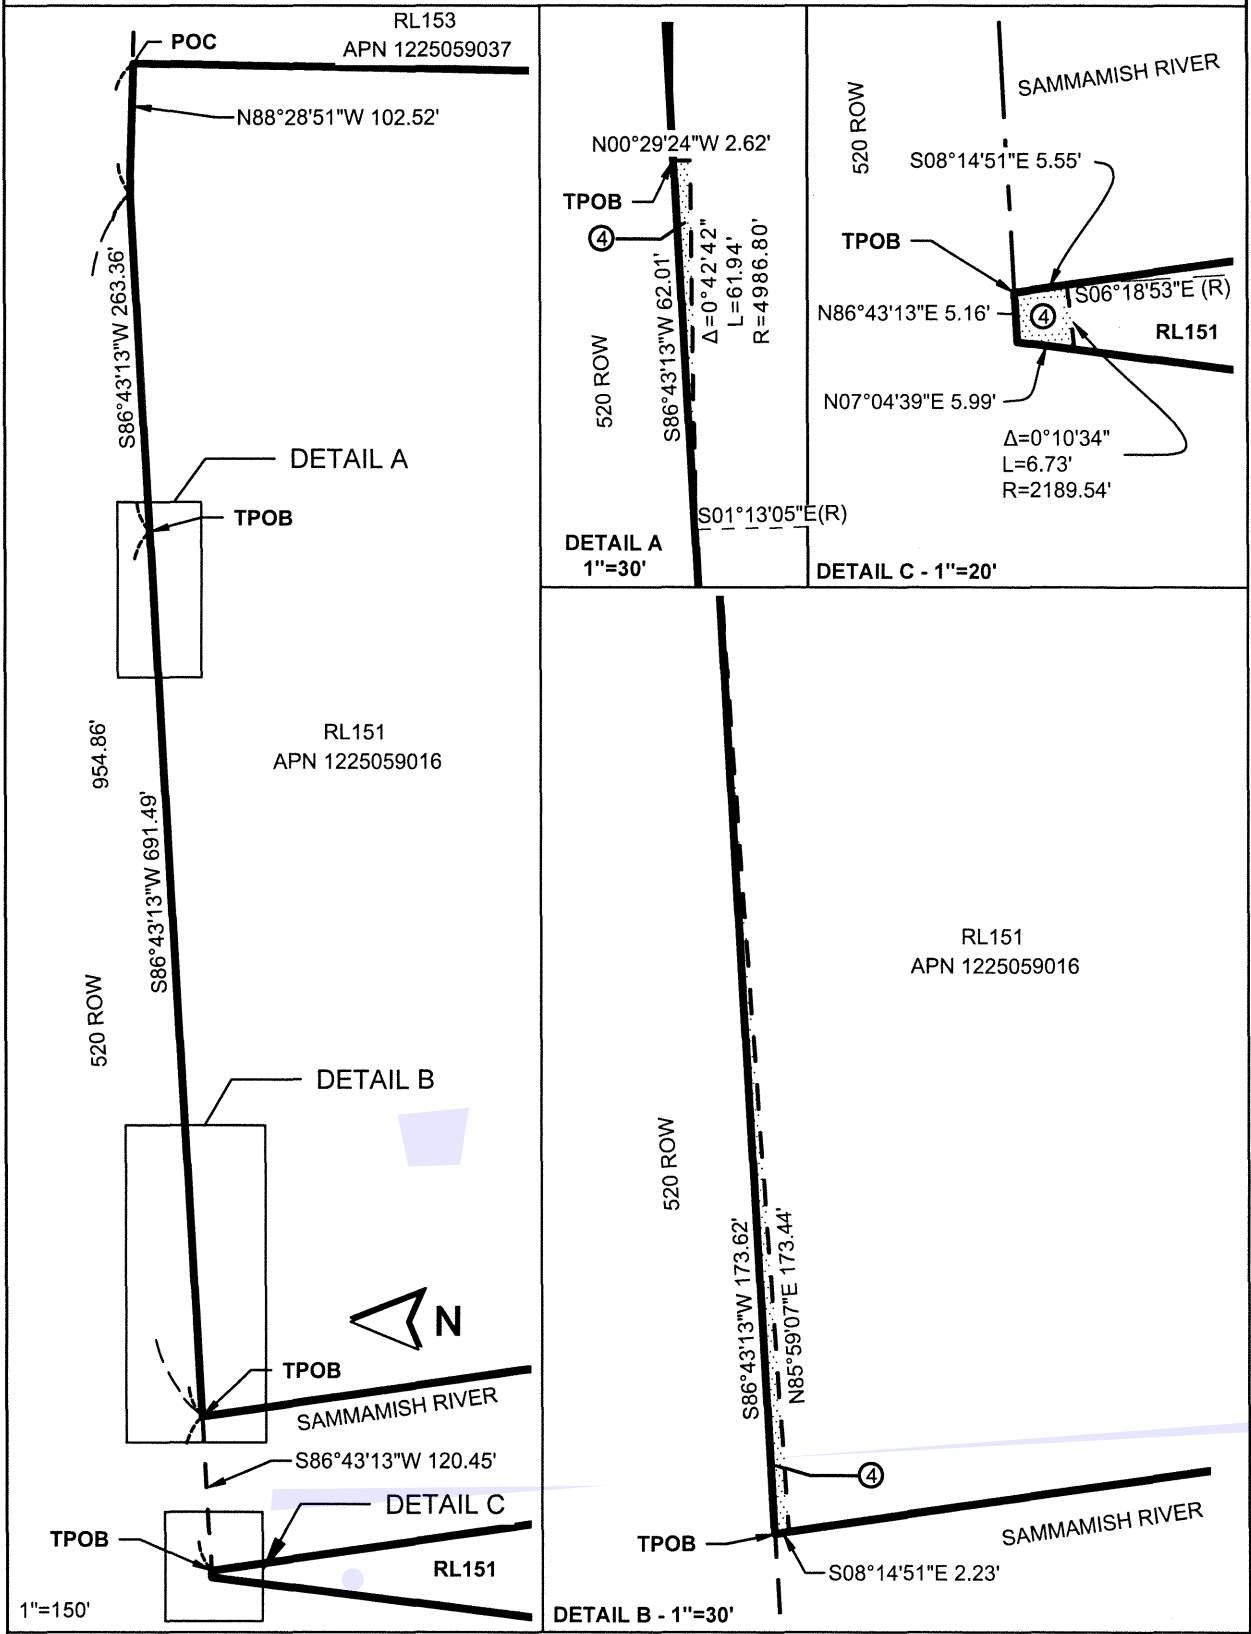 RL153
APN 1225059037
POC
N88°28'51"W 102.52'
S86°43'13"W 263.36'
DETAIL A
TPOB
RL151
APN 1225059016
954.86'
S86°43'13"W 691.49'
520 ROW
DETAIL B
N
TPOB
SAMMAMISH RIVER
S86°43'13"W 120.45'
DETAIL C
TPOB
RL151
1"=150'
N00°29'24"W 2.62'
TPOB
4
S86°43'13"W 62.01'
Δ=0°42'42"
L=61.94'
R=4986.80'
520 ROW
S01°13'05"E(R)
DETAIL A
1"=30'
SAMMAMISH RIVER
520 ROW
S08°14'51"E 5.55'
TPOB
S06°18'53"E (R)
N86°43'13"E 5.16'
4
RL151
N07°04'39"E 5.99'
Δ=0°10'34"
L=6.73'
R=2189.54'
DETAIL C - 1"=20'
RL151
APN 1225059016
520 ROW
S86°43'13"W 173.62'
N85°59'07"E 173.44'
4
TPOB
SAMMAMISH RIVER
S08°14'51"E 2.23'
DETAIL B - 1"=30'